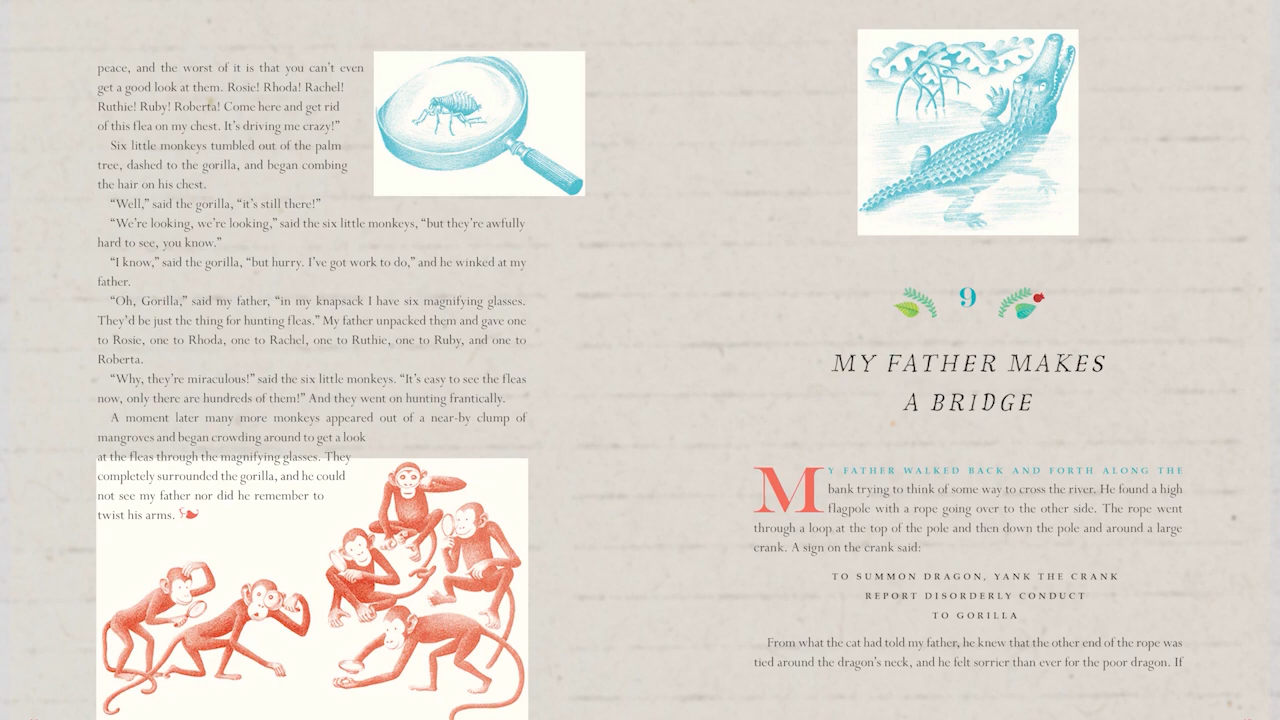 peace, and the worst of it is that you can't even
get a good look at them. Rosie! Rhoda! Rachel!
Ruthie! Ruby! Roberta! Come here and get rid
of this flea on my chest. It's driving me crazy!”
Six little monkeys tumbled out of the palm
tree, dashed to the gorilla, and began combing
the hair on his chest.
“Well,” said the gorilla, “it's still there!”
“We're looking, we're looking,” said the six little monkeys, “but they're awfully
hard to see, you know.”
“I know,” said the gorilla, “but hurry. I've got work to do,” and he winked at my
father.
“Oh, Gorilla,” said my father, “in my knapsack I have six magnifying glasses.
They'd be just the thing for hunting fleas.” My father unpacked them and gave one
to Rosie, one to Rhoda, one to Rachel, one to Ruthie, one to Ruby, and one to
Roberta.
“Why, they're miraculous!” said the six little monkeys. “It's easy to see the fleas
now, only there are hundreds of them!” And they went on hunting frantically.
A moment later many more monkeys appeared out of a near-by clump of
mangroves and began crowding around to get a look
at the fleas through the magnifying glasses. They
completely surrounded the gorilla, and he could
not see my father nor did he remember to
twist his arms.
9
MY FATHER MAKES
A BRIDGE
MY FATHER WALKED BACK AND FORTH ALONG THE
bank trying to think of some way to cross the river. He found a high
flagpole with a rope going over to the other side. The rope went
through a loop at the top of the pole and then down the pole and around a large
crank. A sign on the crank said:
TO SUMMON DRAGON, YANK THE CRANK
REPORT DISORDERLY CONDUCT
TO GORILLA
From what the cat had told my father, he knew that the other end of the rope was
tied around the dragon's neck, and he felt sorrier than ever for the poor dragon. If